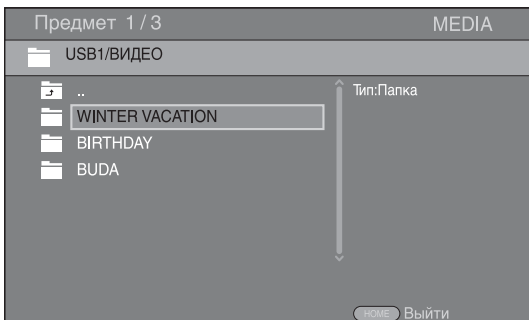 Предмет 1/3 MEDIA
USB1/ВИДЕО
..
Тип:Папка
WINTER VACATION
BIRTHDAY
BUDA
HOME Выйти